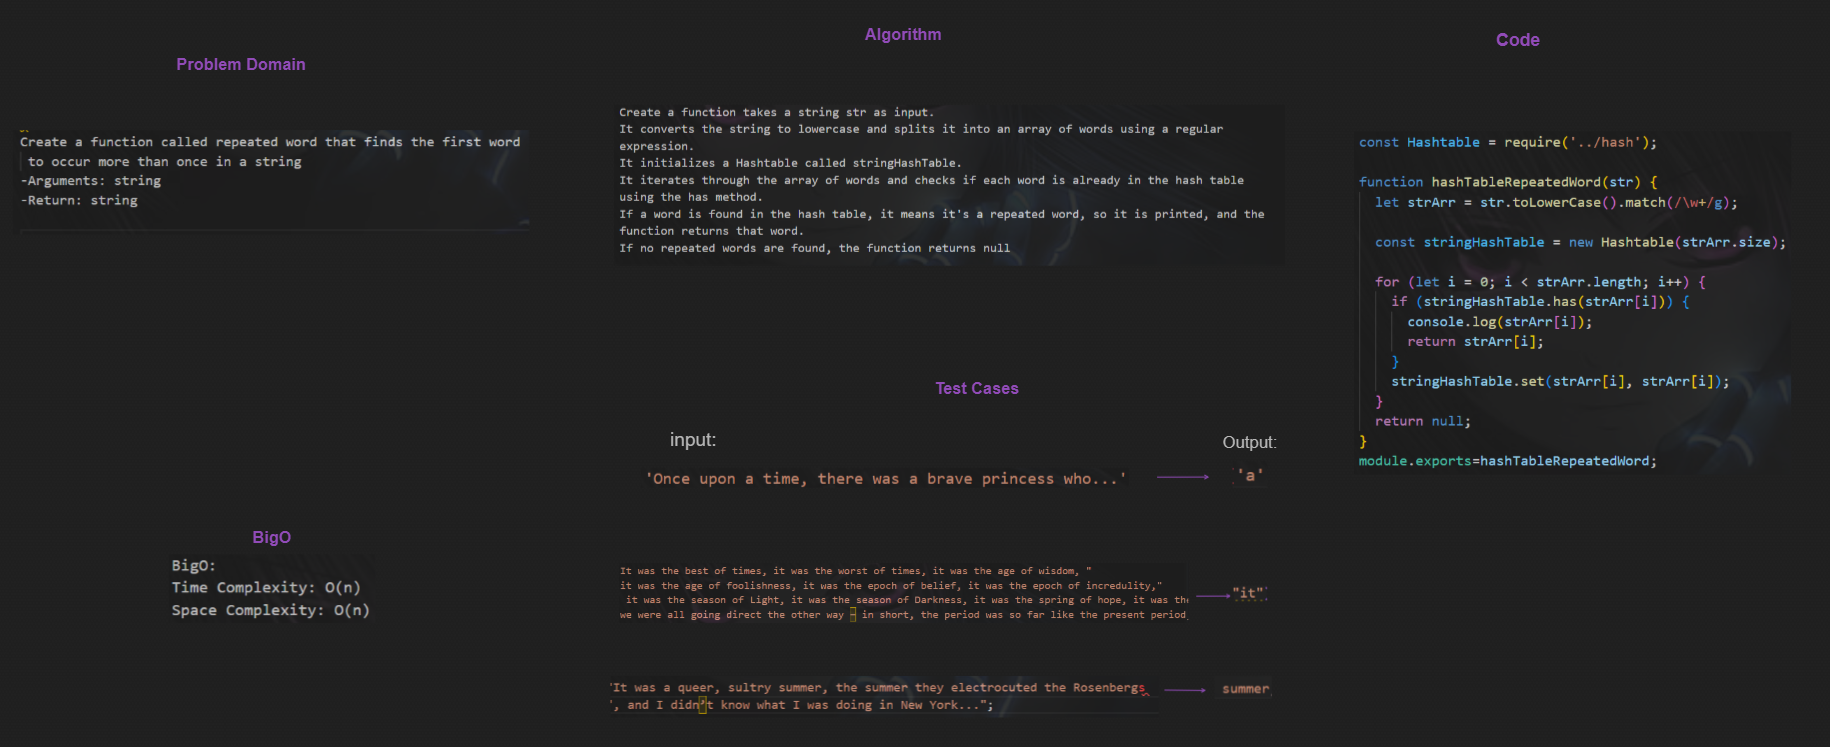 Problem Domain
Create a function called repeated word that finds the first word
to occur more than once in a string
-Arguments: string
-Return: string
BigO
BigO:
Time Complexity: O(n)
Space Complexity: O(n)
Algorithm
Create a function takes a string str as input.
It converts the string to lowercase and splits it into an array of words using a regular
expression.
It initializes a Hashtable called stringHashTable.
It iterates through the array of words and checks if each word is already in the hash table
using the has method.
If a word is found in the hash table, it means it's a repeated word, so it is printed, and the
function returns that word.
If no repeated words are found, the function returns null
Test Cases
input:
Output:
'Once upon a time, there was a brave princess who...'
'a'
It was the best of times, it was the worst of times, it was the age of wisdom, "
it was the age of foolishness, it was the epoch of belief, it was the epoch of incredulity,"
it was the season of Light, it was the season of Darkness, it was the spring of hope, it was the
we were all going direct the other way – in short, the period was so far like the present period
"it"
"It was a queer, sultry summer, the summer they electrocuted the Rosenbergs
', and I didn’t know what I was doing in New York...";
summer
Code
const Hashtable = require('../hash');
function hashTableRepeatedWord(str) {
let strArr = str.toLowerCase().match(/\w+/g);
const stringHashTable = new Hashtable(strArr.size);
for (let i = 0; i < strArr.length; i++) {
if (stringHashTable.has(strArr[i])) {
console.log(strArr[i]);
return strArr[i];
}
stringHashTable.set(strArr[i], strArr[i]);
}
return null;
}
module.exports=hashTableRepeatedWord;